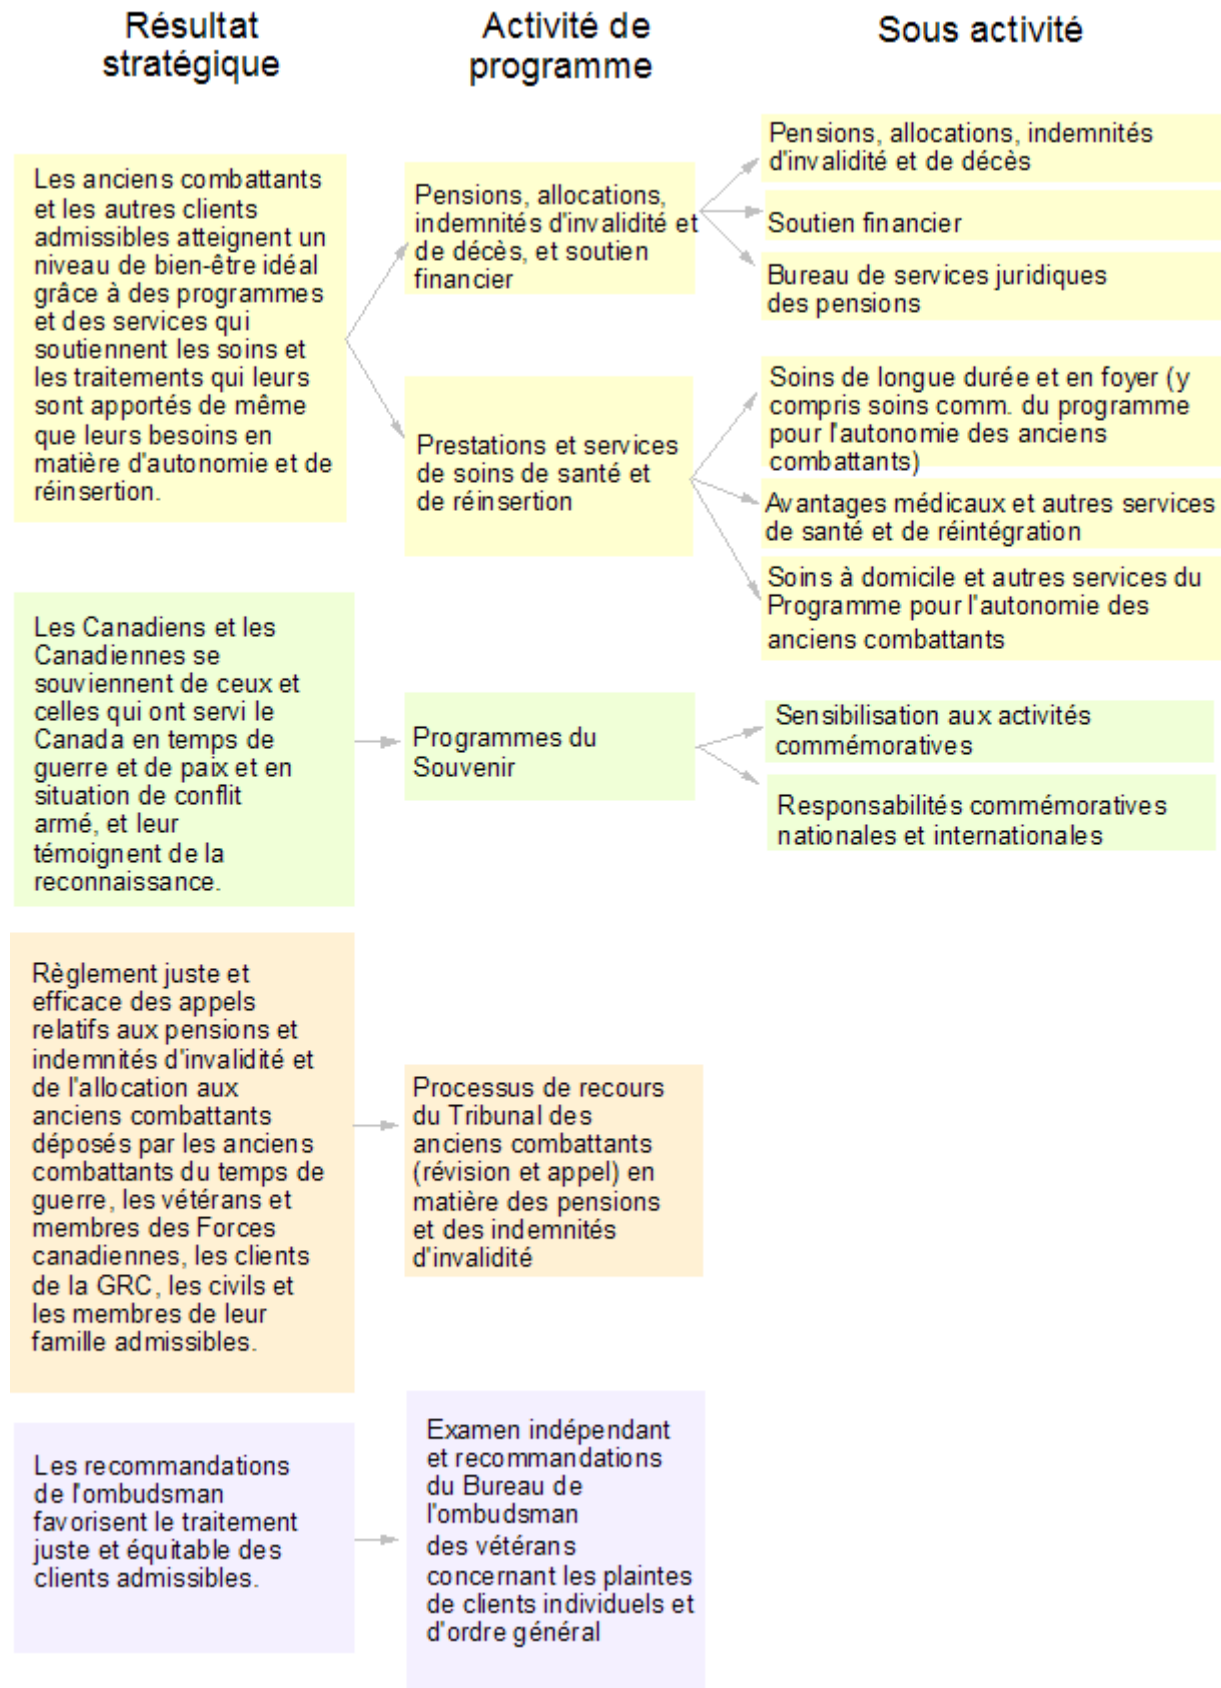 Résultat
stratégique
Activité de
programme
Sous activité
Les anciens combattants
et les autres clients
admissibles atteignent un
niveau de bien-être idéal
grâce à des programmes
et des services qui
soutiennent les soins et
les traitements qui leurs
sont apportés de même
que leurs besoins en
matière d'autonomie et de
réinsertion.
Pensions, allocations,
indemnités d'invalidité et
de décès, et soutien
financier
Pensions, allocations, indemnités
d'invalidité et de décès
Soutien financier
Bureau de services juridiques
des pensions
Prestations et services
de soins de santé et
de réinsertion
Soins de longue durée et en foyer (y
compris soins comm. du programme
pour l'autonomie des anciens
combattants)
Avantages médicaux et autres services
de santé et de réintégration
Soins à domicile et autres services du
Programme pour l'autonomie des
anciens combattants
Les Canadiens et les
Canadiennes se
souviennent de ceux et
celles qui ont servi le
Canada en temps de
guerre et de paix et en
situation de conflit
armé, et leur
témoignent de la
reconnaissance.
Programmes du
Souvenir
Sensibilisation aux activités
commémoratives
Responsabilités commémoratives
nationales et internationales
Règlement juste et
efficace des appels
relatifs aux pensions et
indemnités d'invalidité et
de l'allocation aux
anciens combattants
déposés par les anciens
combattants du temps de
guerre, les vétérans et
membres des Forces
canadiennes, les clients
de la GRC, les civils et
les membres de leur
famille admissibles.
Processus de recours
du Tribunal des
anciens combattants
(révision et appel) en
matière des pensions
et des indemnités
d'invalidité
Les recommandations
de l'ombudsman
favorisent le traitement
juste et équitable des
clients admissibles.
Examen indépendant
et recommandations
du Bureau de
l'ombudsman
des vétérans
concernant les plaintes
de clients individuels et
d'ordre général